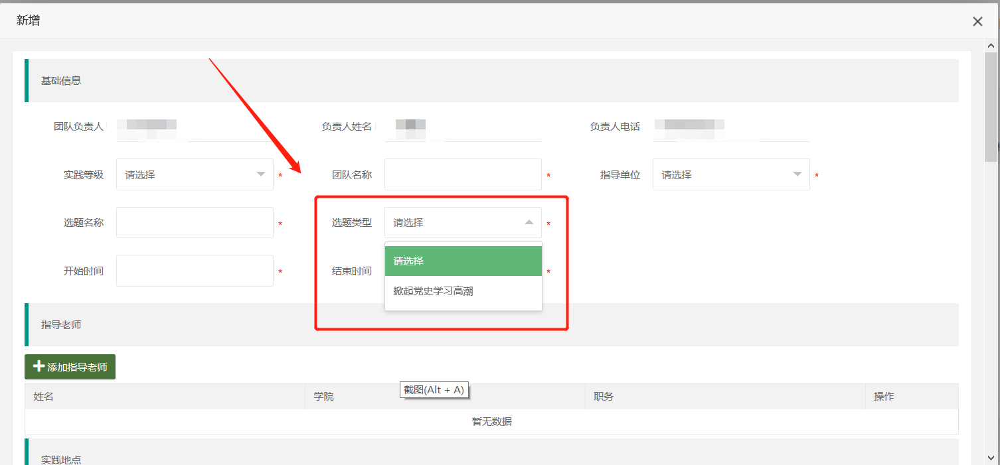 新增
基础信息
团队负责人
负责人姓名
负责人电话
实践等级 请选择 *
团队名称 *
指导单位 请选择 *
选题名称 *
选题类型 请选择 *
请选择
掀起党史学习高潮
开始时间 *
结束时间 *
指导老师
添加指导老师
姓名 学院 职务 操作
截图(Alt + A)
暂无数据
实践地点